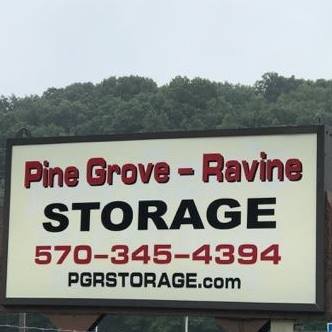 Pine Grove - Ravine
STORAGE
570-345-4394
PGRSTORAGE.com